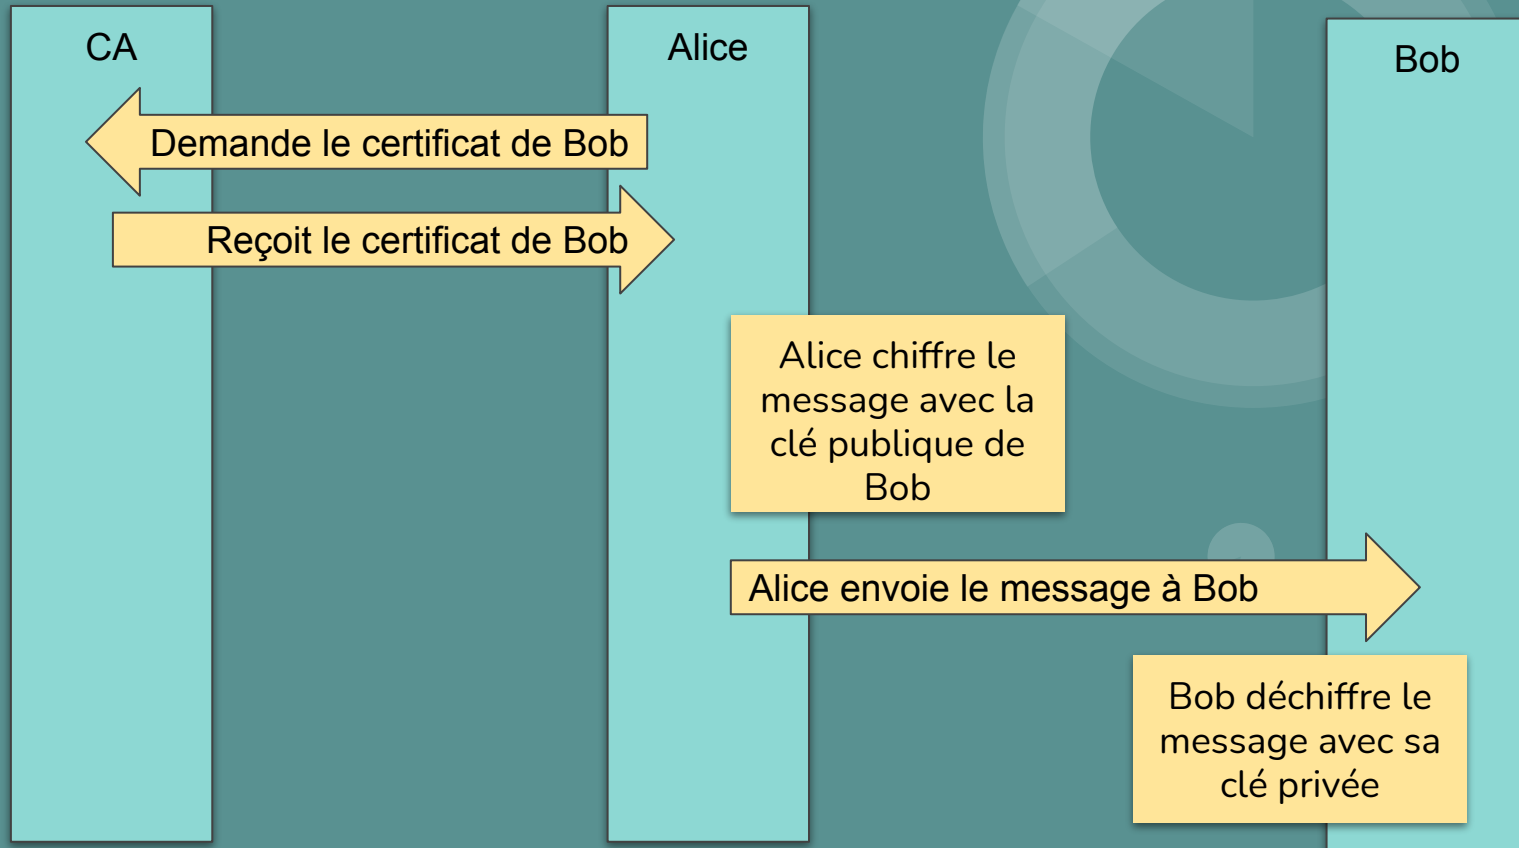 CA
Alice
Bob
Demande le certificat de Bob
Reçoit le certificat de Bob
Alice chiffre le
message avec la
clé publique de
Bob
Alice envoie le message à Bob
Bob déchiffre le
message avec sa
clé privée